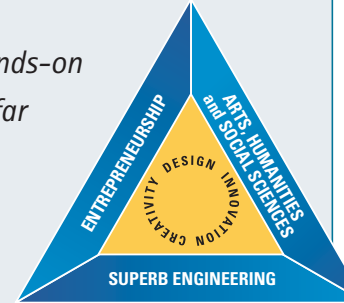 nds-on
far
ENTREPRENEURSHIP
ARTS, HUMANITIES
and SOCIAL SCIENCES
CREATIVITY DESIGN INNOVATION
SUPERB ENGINEERING